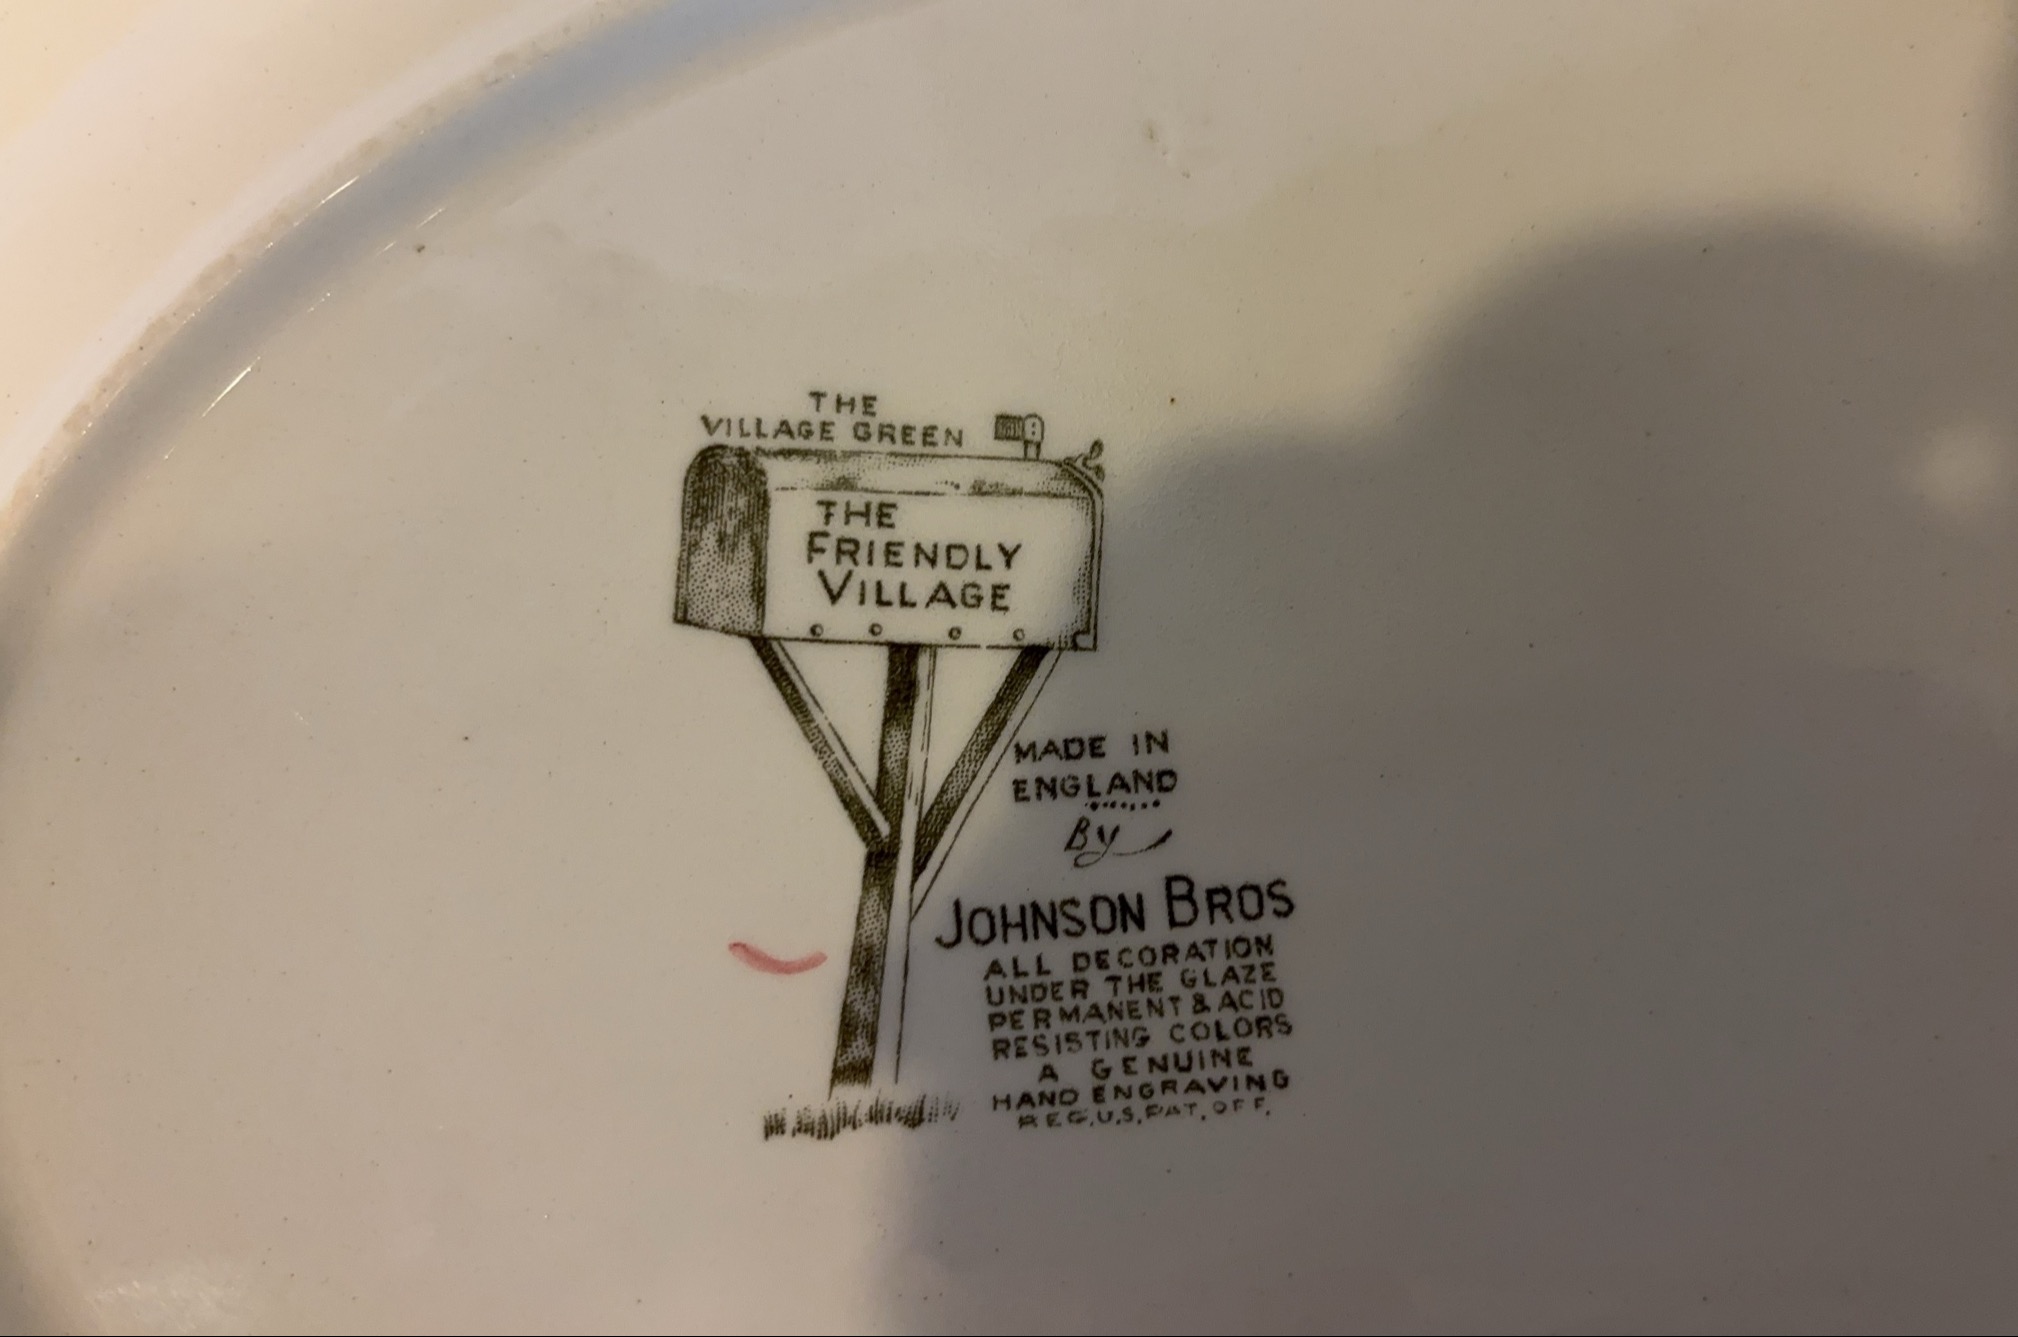 THE
VILLAGE GREEN
THE
FRIENDLY
VILLAGE
MADE IN
ENGLAND
By
JOHNSON BROS
ALL DECORATION
UNDER THE GLAZE
PERMANENT & ACID
RESISTING COLORS
A GENUINE
HAND ENGRAVING
REG. U.S. PAT. OFF.